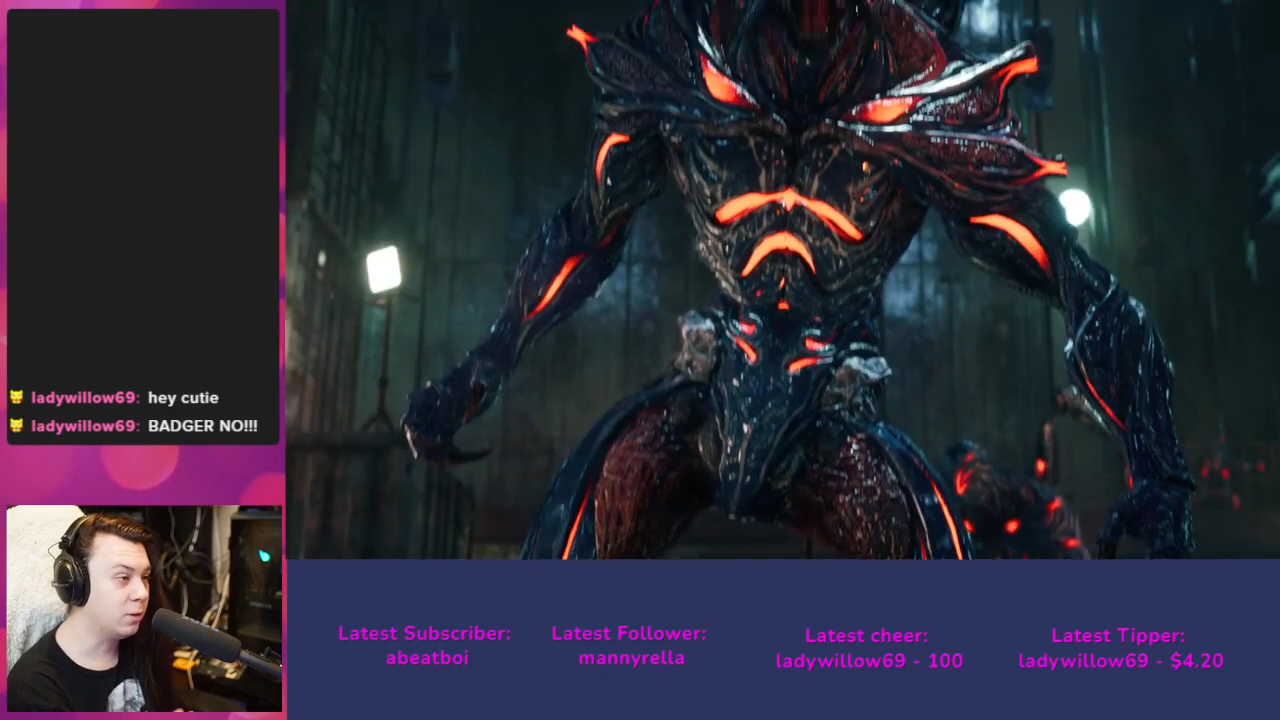 ladywillow69: hey cutie
ladywillow69: BADGER NO!!!
Latest Subscriber:
abeatboi
Latest Follower:
mannyrella
Latest cheer:
ladywillow69 - 100
Latest Tipper:
ladywillow69 - $4.20